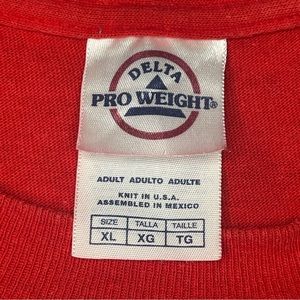 DELTA
PRO WEIGHT®
ADULT ADULTO ADULTE
KNIT IN U.S.A.
ASSEMBLED IN MEXICO
SIZE TALLA TAILLE
XL XG TG